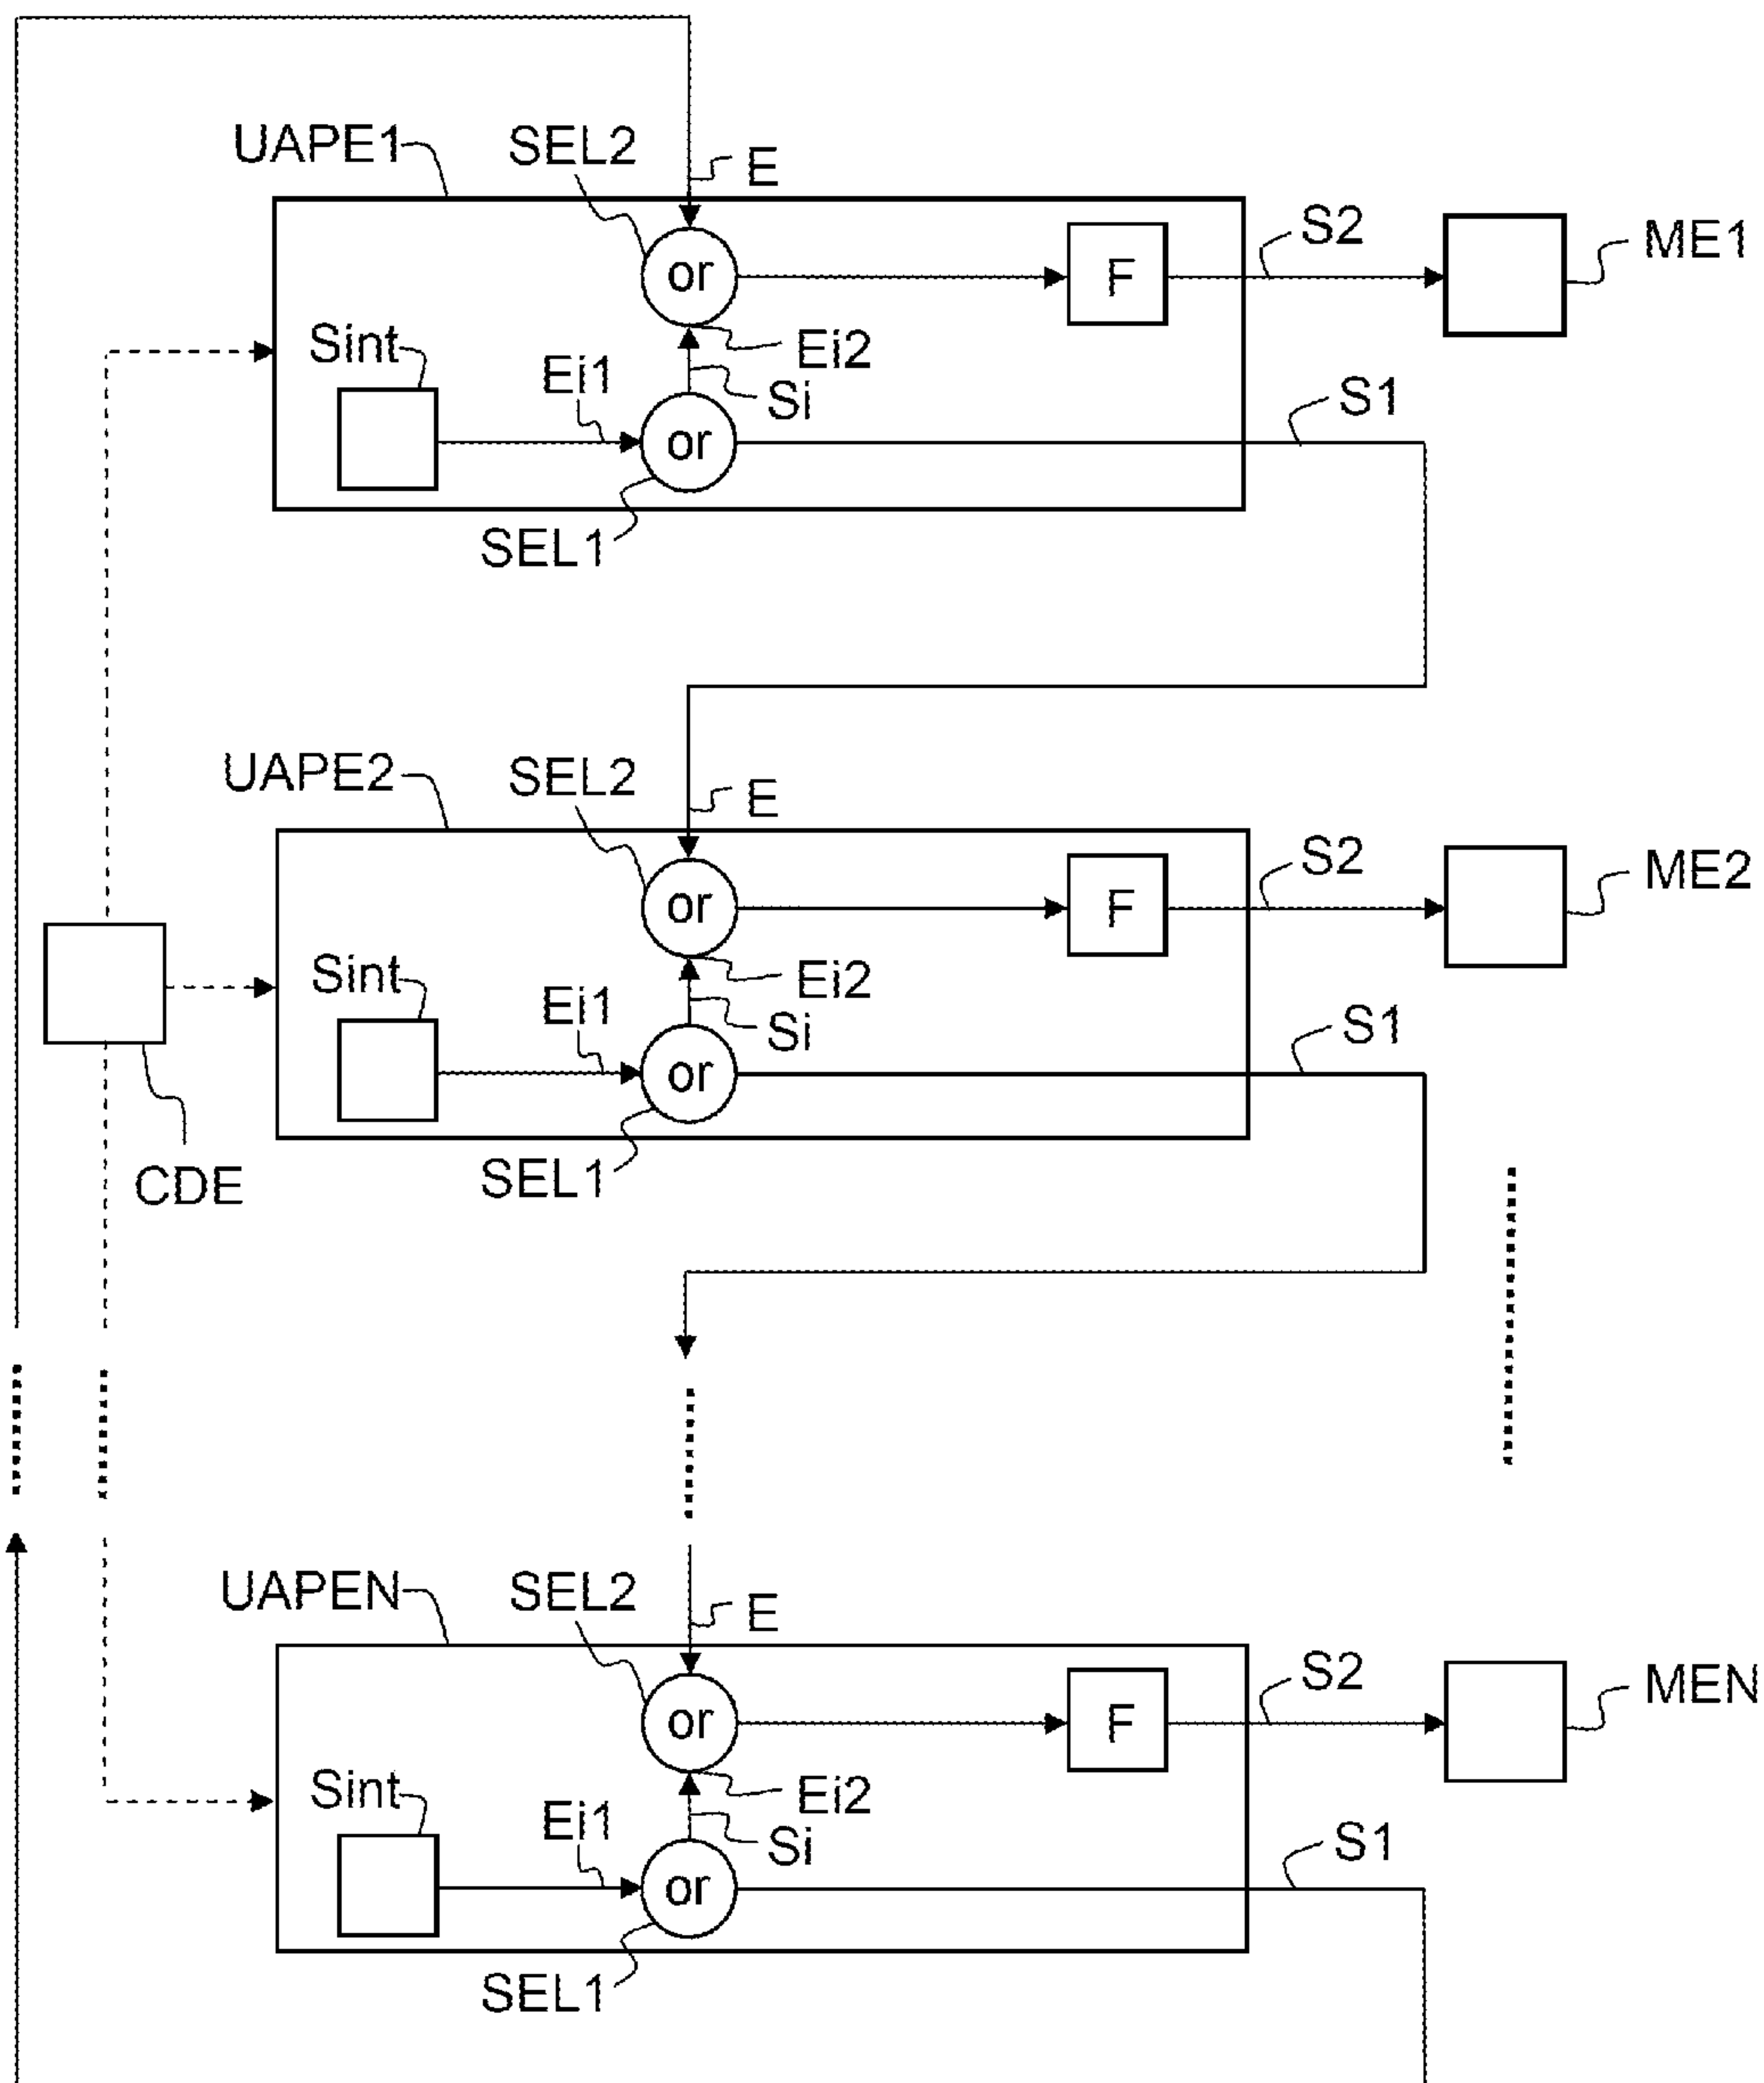 UAPE1
SEL2
E
S2
ME1
or
F
Sint
Ei1
Ei2
Si
S1
or
SEL1
UAPE2
SEL2
E
S2
ME2
or
F
Sint
Ei1
Ei2
Si
S1
or
SEL1
CDE
UAPEN
SEL2
E
S2
MEN
or
F
Sint
Ei1
Ei2
Si
S1
or
SEL1